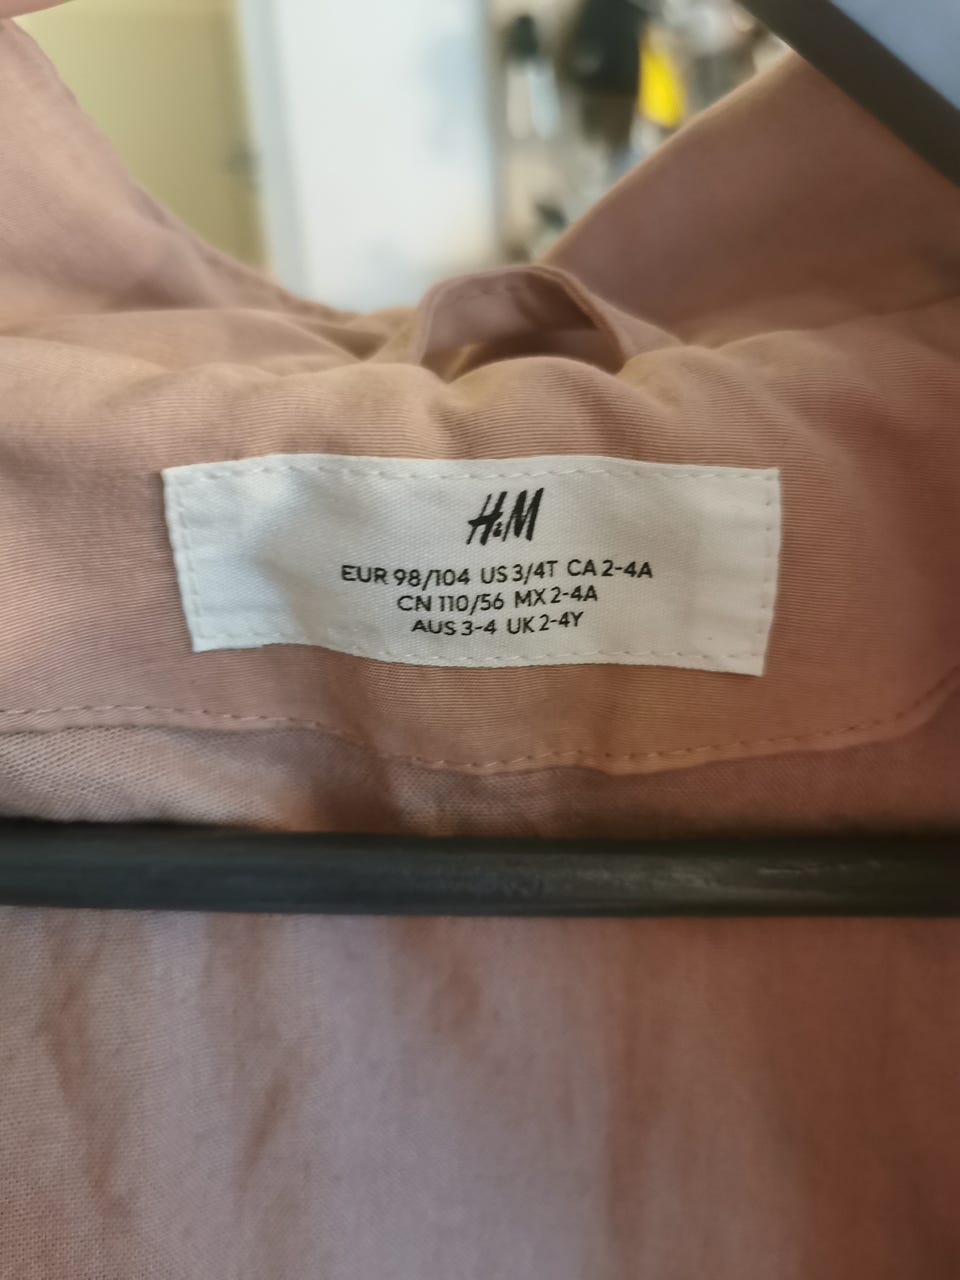 H&M
EUR 98/104 US 3/4T CA 2-4A
CN 110/56 MX 2-4A
AUS 3-4 UK 2-4Y